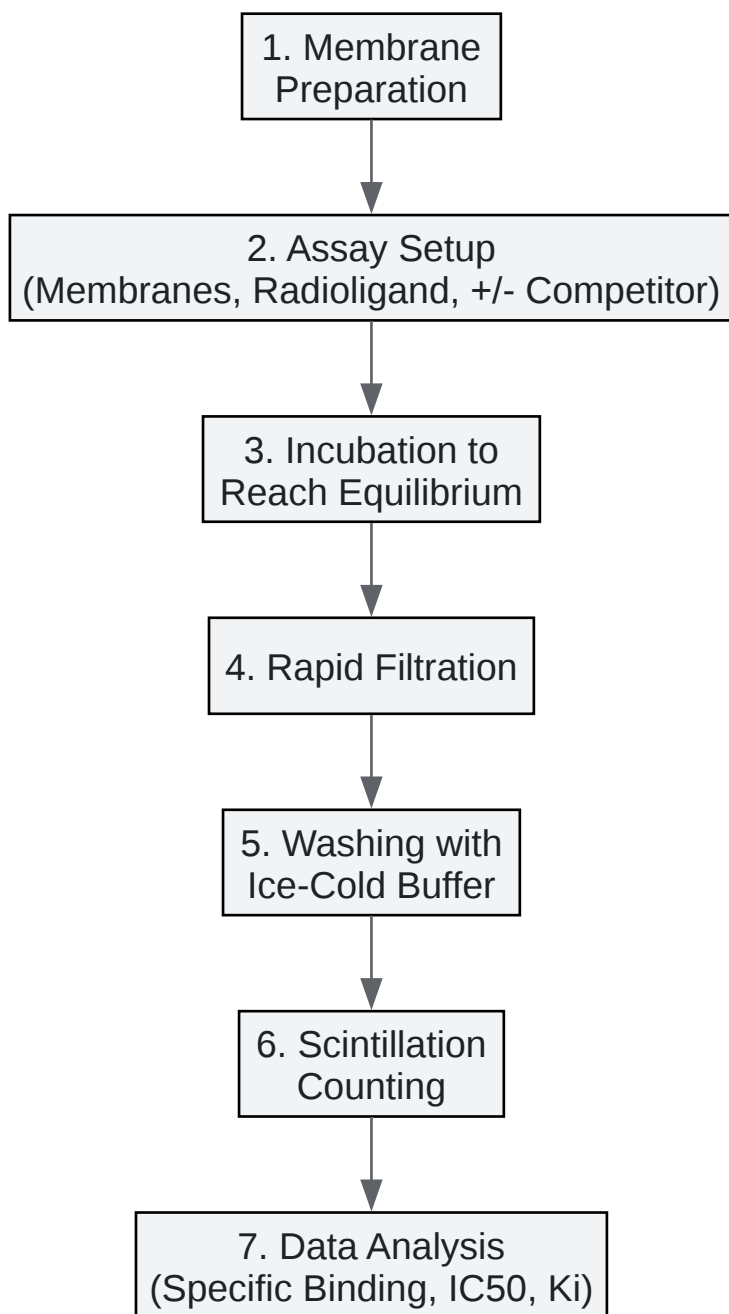 1. Membrane
Preparation
2. Assay Setup
(Membranes, Radioligand, +/- Competitor)
3. Incubation to
Reach Equilibrium
4. Rapid Filtration
5. Washing with
Ice-Cold Buffer
6. Scintillation
Counting
7. Data Analysis
(Specific Binding, IC50, Ki)